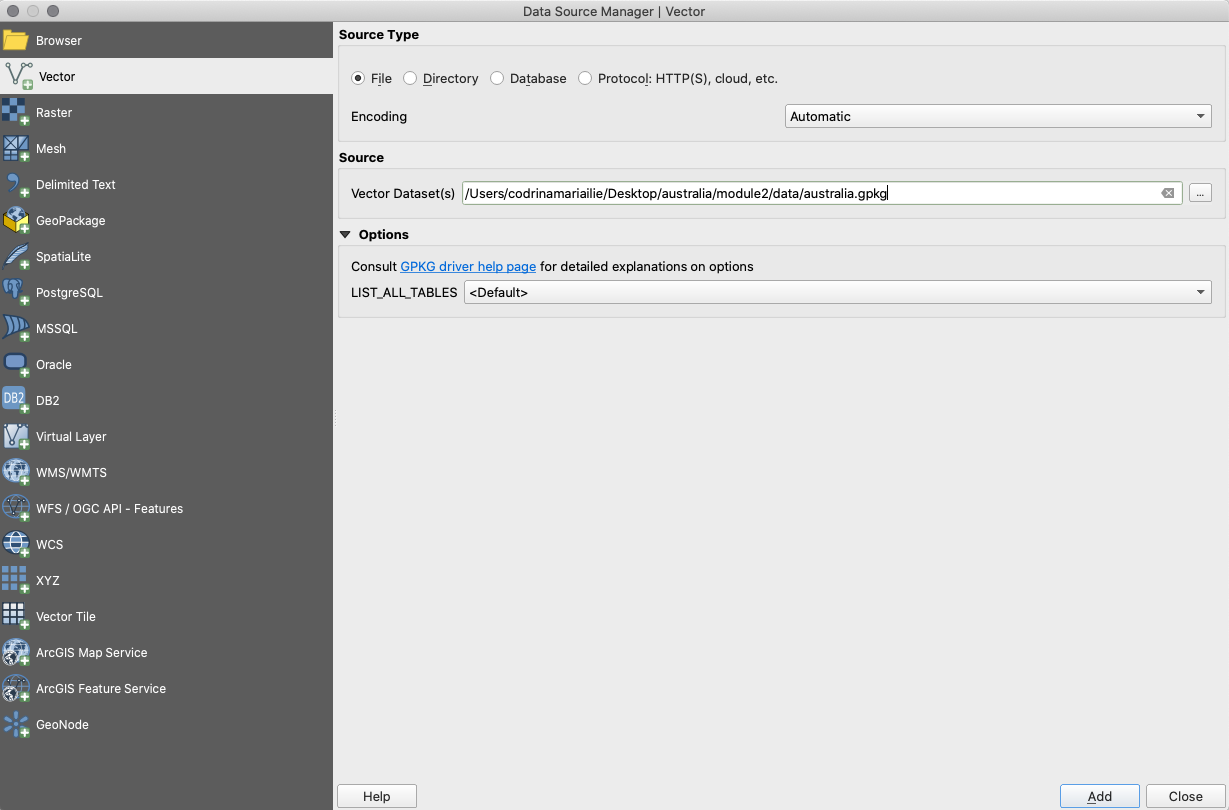 Data Source Manager | Vector
Browser
Vector
Raster
Mesh
Delimited Text
GeoPackage
SpatiaLite
PostgreSQL
MSSQL
Oracle
DB2
DB2
Virtual Layer
WMS/WMTS
WFS / OGC API - Features
WCS
XYZ
Vector Tile
ArcGIS Map Service
ArcGIS Feature Service
GeoNode
Source Type
File Directory Database Protocol: HTTP(S), cloud, etc.
Encoding Automatic
Source
Vector Dataset(s) /Users/codrinamariailie/Desktop/australia/module2/data/australia.gpkg ...
Options
Consult GPKG driver help page for detailed explanations on options
LIST_ALL_TABLES <Default>
Help Add Close